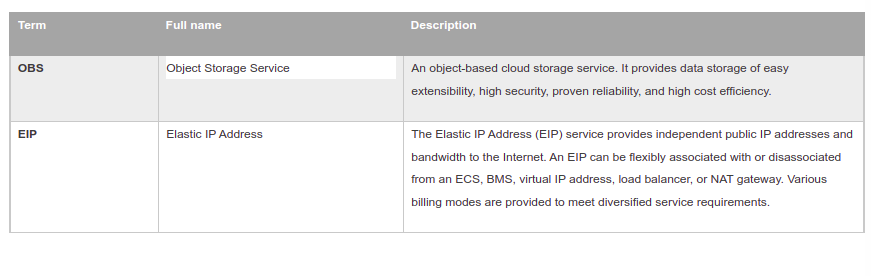 Term Full name Description
OBS Object Storage Service An object-based cloud storage service. It provides data storage of easy
extensibility, high security, proven reliability, and high cost efficiency.
EIP Elastic IP Address The Elastic IP Address (EIP) service provides independent public IP addresses and
bandwidth to the Internet. An EIP can be flexibly associated with or disassociated
from an ECS, BMS, virtual IP address, load balancer, or NAT gateway. Various
billing modes are provided to meet diversified service requirements.